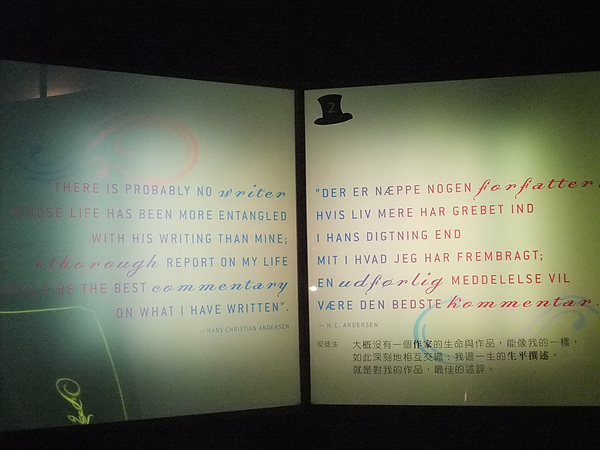 "THERE IS PROBABLY NO writer
WHOSE LIFE HAS BEEN MORE ENTANGLED
WITH HIS WRITING THAN MINE;
thorough REPORT ON MY LIFE
BE THE BEST commentary
ON WHAT I HAVE WRITTEN".
— HANS CHRISTIAN ANDERSEN
2
"DER ER NÆPPE NOGEN forfatter,
HVIS LIV MERE HAR GREBET IND
I HANS DIGTNING END
MIT I HVAD JEG HAR FREMBRAGT;
EN udførlig MEDDELELSE VIL
VÆRE DEN BEDSTE kommentar.
— H.C. ANDERSEN
安徒生
大概沒有一個作家的生命與作品，能像我的一樣，
如此深刻地相互交織；我這一生的生平撰述，
就是對我的作品，最佳的述評。